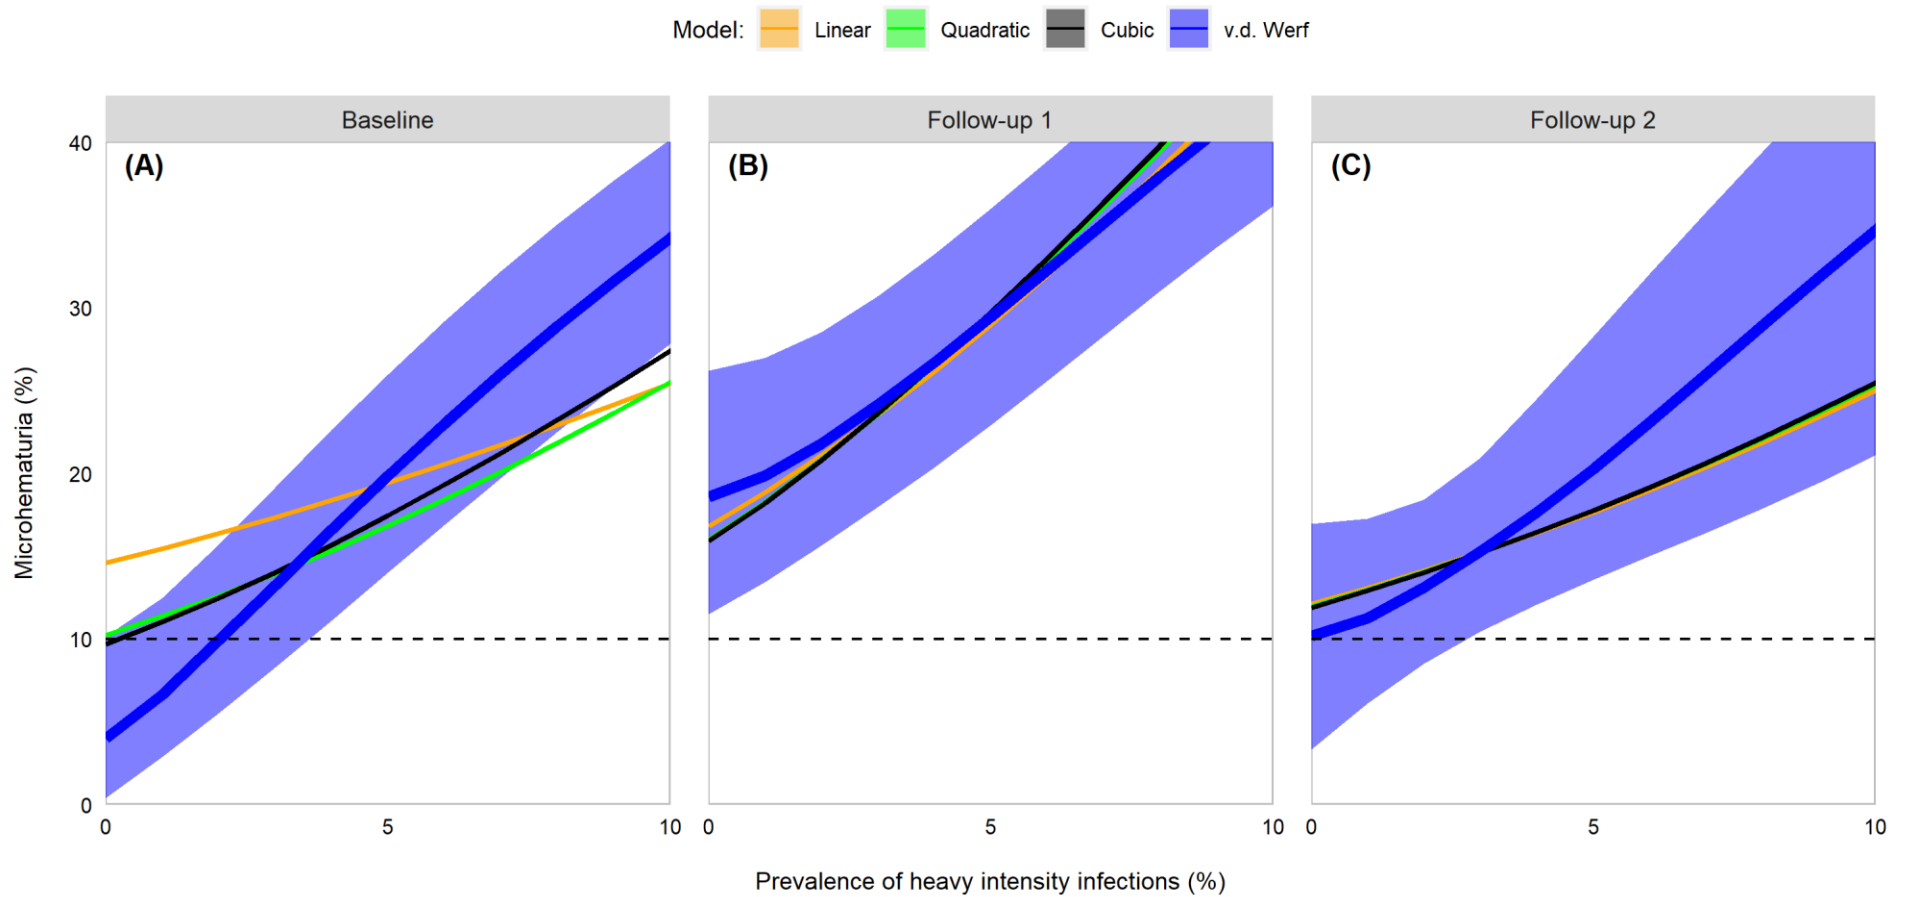 Model: Linear Quadratic Cubic v.d. Werf
Baseline Follow-up 1 Follow-up 2
(A) (B) (C)
40
30
20
10
0
Microhematuria (%)
0 5 10 0 5 10 0 5 10
Prevalence of heavy intensity infections (%)